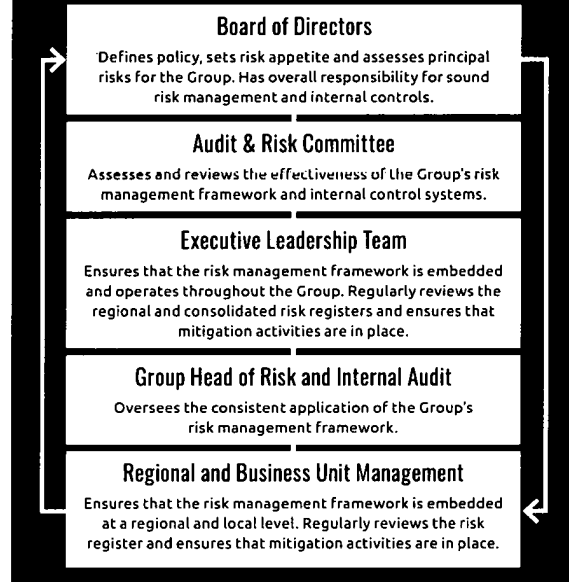 Board of Directors
Defines policy, sets risk appetite and assesses principal
risks for the Group. Has overall responsibility for sound
risk management and internal controls.
Audit & Risk Committee
Assesses and reviews the effectiveness of the Group's risk
management framework and internal control systems.
Executive Leadership Team
Ensures that the risk management framework is embedded
and operates throughout the Group. Regularly reviews the
regional and consolidated risk registers and ensures that
mitigation activities are in place.
Group Head of Risk and Internal Audit
Oversees the consistent application of the Group's
risk management framework.
Regional and Business Unit Management
Ensures that the risk management framework is embedded
at a regional and local level. Regularly reviews the risk
register and ensures that mitigation activities are in place.